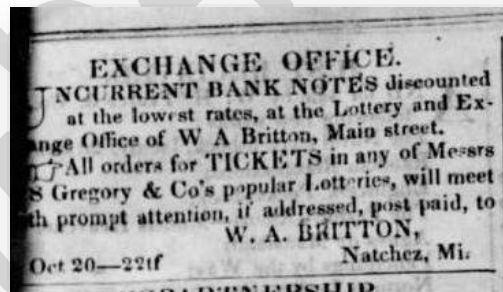 EXCHANGE OFFICE.
UNCURRENT BANK NOTES discounted
at the lowest rates, at the Lottery and Ex-
ange Office of W A Britton, Main street.
☞All orders for TICKETS in any of Messrs
S Gregory & Co's popular Lotteries, will meet
th prompt attention, if addressed, post paid, to
W. A. BRITTON,
Oct 20—22tf Natchez, Mi.